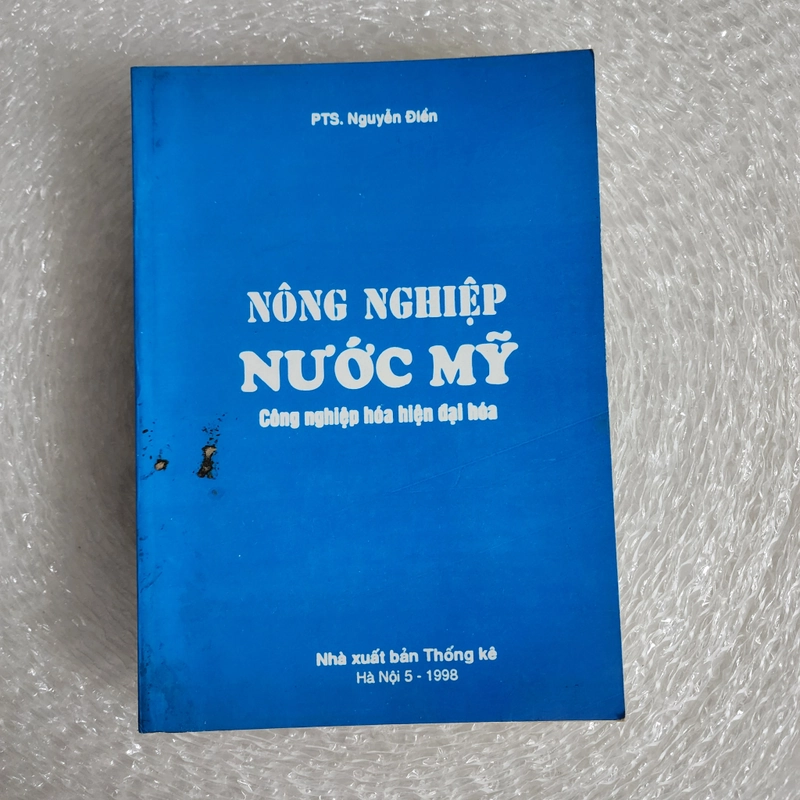 PTS. Nguyễn Điền
NÔNG NGHIỆP
NƯỚC MỸ
Công nghiệp hóa hiện đại hóa
Nhà xuất bản Thống kê
Hà Nội 5 - 1998